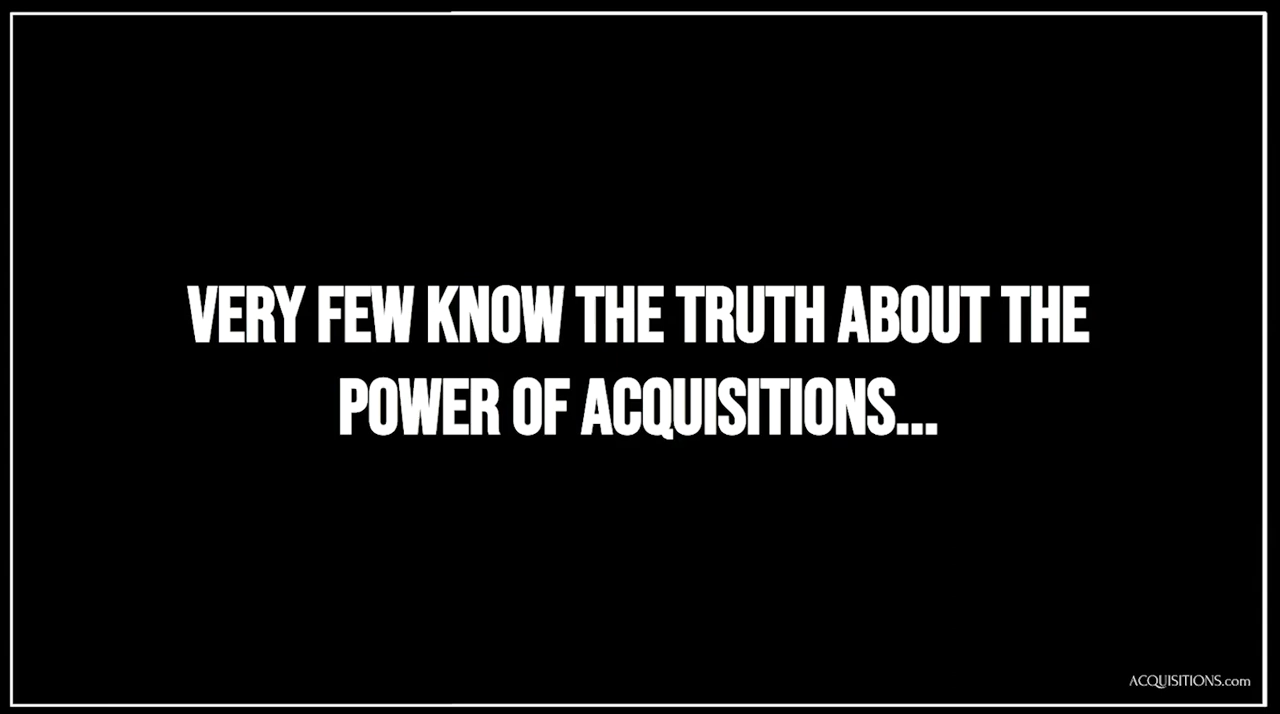 VERY FEW KNOW THE TRUTH ABOUT THE
POWER OF ACQUISITIONS...
ACQUISITIONS.com